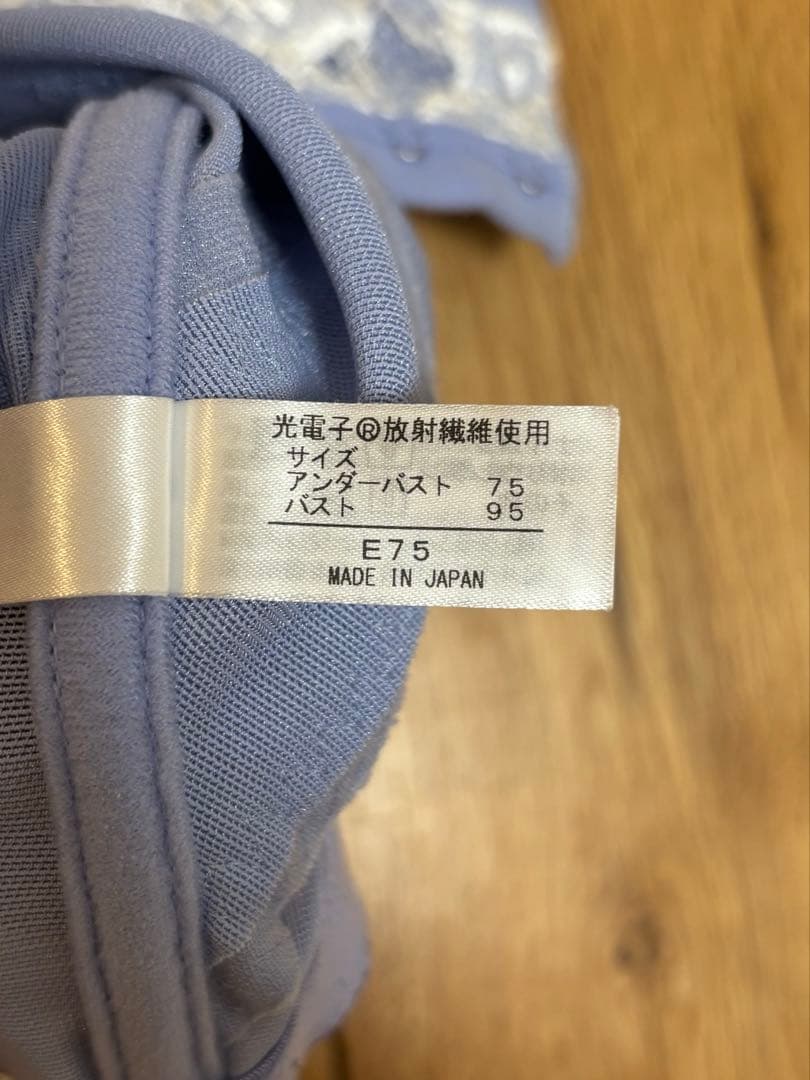 光電子®放射繊維使用
サイズ
アンダーバスト 75
バスト 95
E75
MADE IN JAPAN